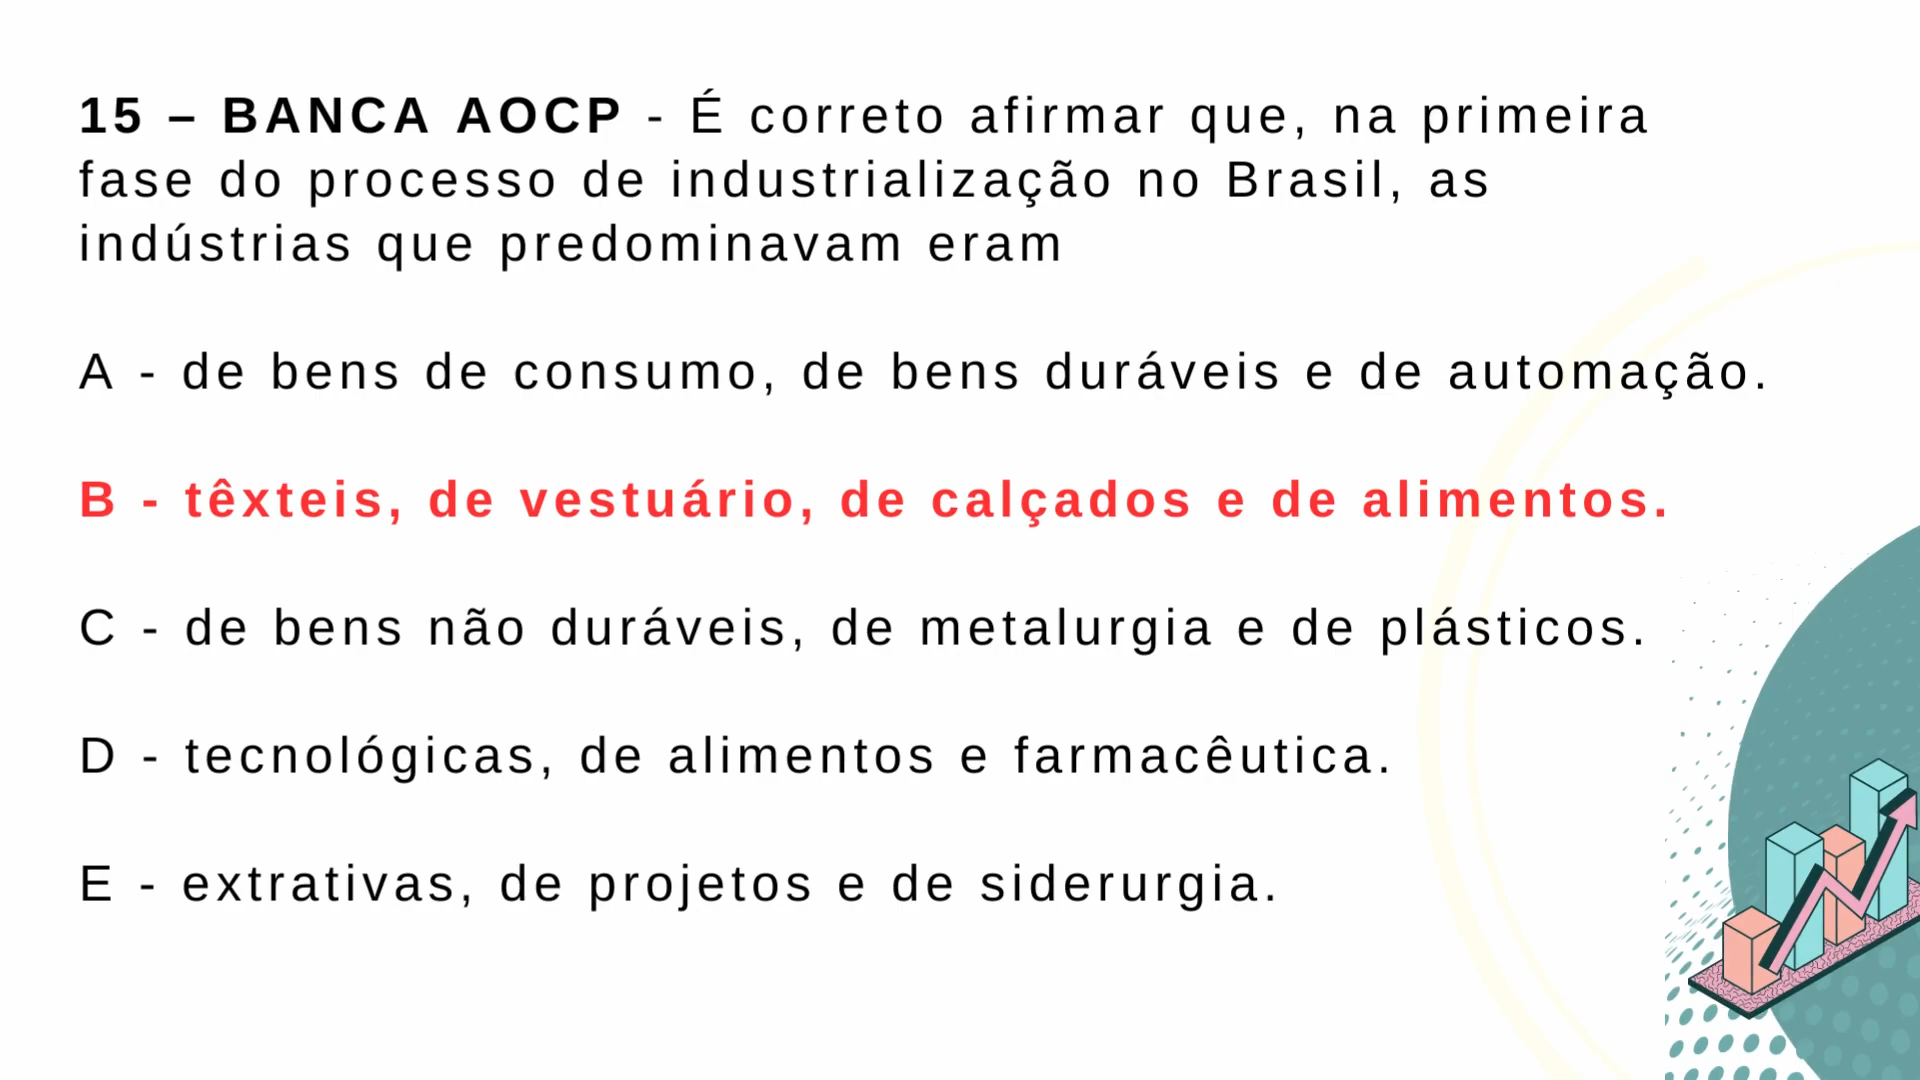 15 – BANCA AOCP - É correto afirmar que, na primeira
fase do processo de industrialização no Brasil, as
indústrias que predominavam eram
A - de bens de consumo, de bens duráveis e de automação.
B - têxteis, de vestuário, de calçados e de alimentos.
C - de bens não duráveis, de metalurgia e de plásticos.
D - tecnológicas, de alimentos e farmacêutica.
E - extrativas, de projetos e de siderurgia.